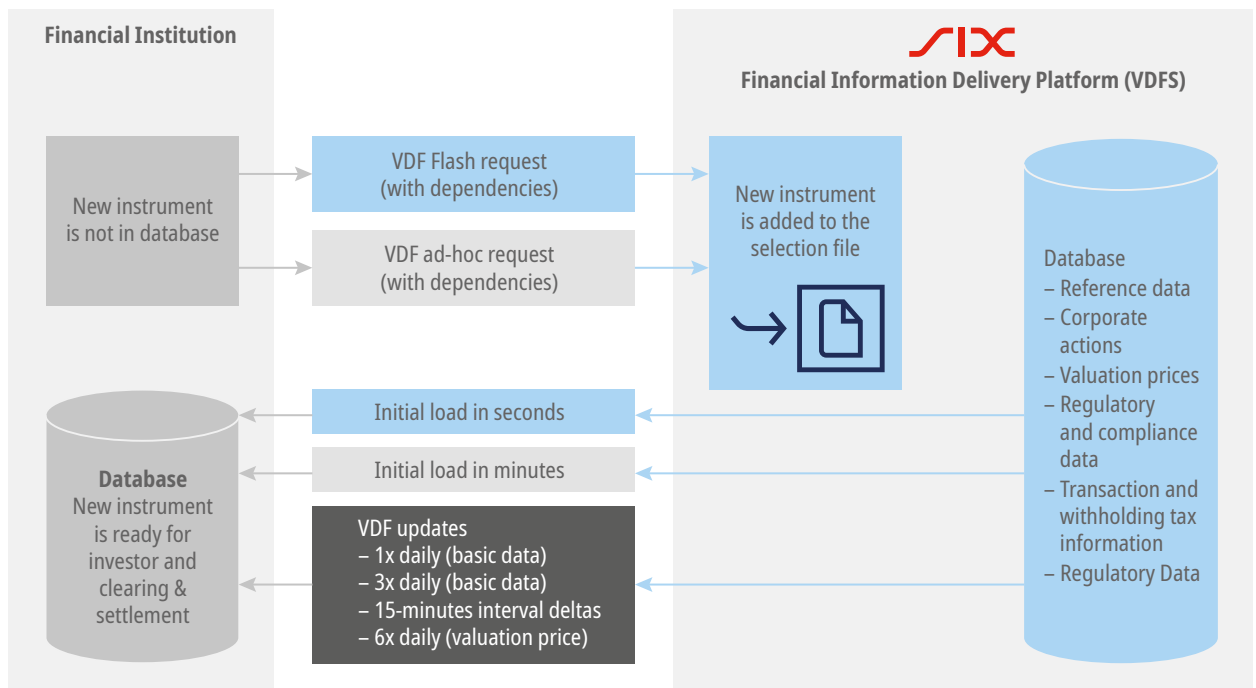 Financial Institution
SIX
Financial Information Delivery Platform (VDFS)
New instrument
is not in database
VDF Flash request
(with dependencies)
VDF ad-hoc request
(with dependencies)
New instrument
is added to the
selection file
Database
– Reference data
– Corporate
actions
– Valuation prices
– Regulatory
and compliance
data
– Transaction and
withholding tax
information
– Regulatory Data
Initial load in seconds
Initial load in minutes
VDF updates
– 1x daily (basic data)
– 3x daily (basic data)
– 15-minutes interval deltas
– 6x daily (valuation price)
Database
New instrument
is ready for
investor and
clearing &
settlement